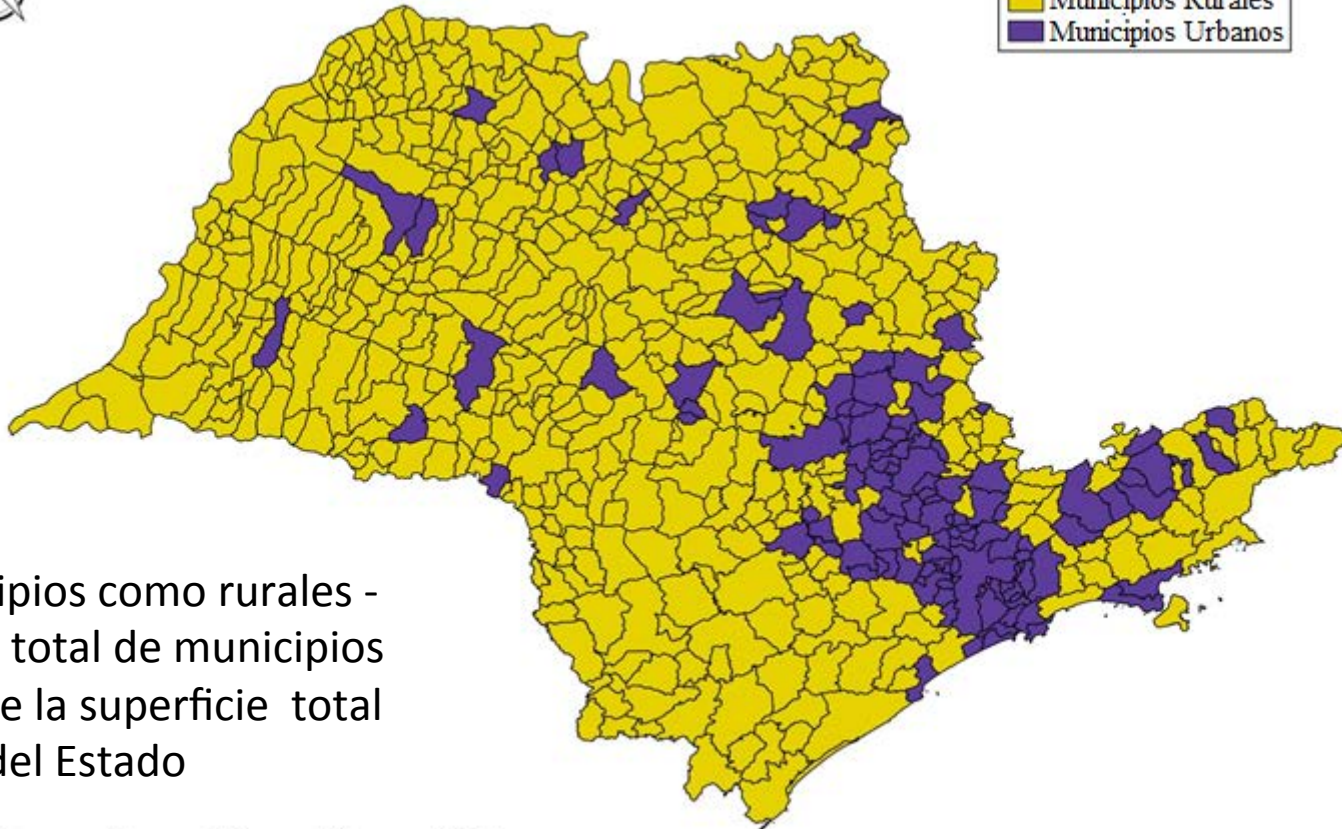 Municipios Rurales
Municipios Urbanos
ipios como rurales -
total de municipios
e la superficie total
del Estado